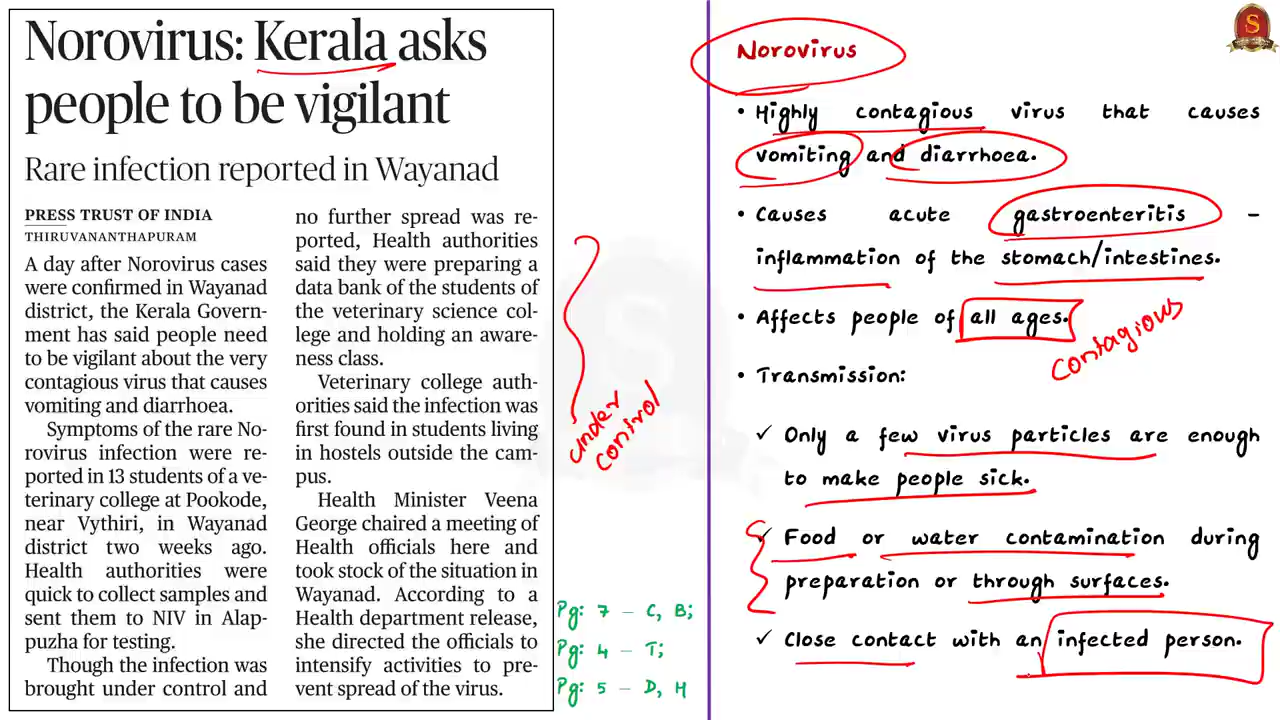 Norovirus: Kerala asks
people to be vigilant
Rare infection reported in Wayanad
PRESS TRUST OF INDIA
THIRUVANANTHAPURAM
A day after Norovirus cases
were confirmed in Wayanad
district, the Kerala Govern-
ment has said people need
to be vigilant about the very
contagious virus that causes
vomiting and diarrhoea.
Symptoms of the rare No-
rovirus infection were re-
ported in 13 students of a ve-
terinary college at Pookode,
near Vythiri, in Wayanad
district two weeks ago.
Health authorities were
quick to collect samples and
sent them to NIV in Alap-
puzha for testing.
Though the infection was
brought under control and
no further spread was re-
ported, Health authorities
said they were preparing a
data bank of the students of
the veterinary science col-
lege and holding an aware-
ness class.
Veterinary college auth-
orities said the infection was
first found in students living
in hostels outside the cam-
pus.
Health Minister Veena
George chaired a meeting of
Health officials here and
took stock of the situation in
Wayanad. According to a
Health department release,
she directed the officials to
intensify activities to pre-
vent spread of the virus.
under
control
Pg: 7 – C, B;
Pg: 4 – T;
Pg: 5 – D, H
S
Norovirus
• Highly contagious virus that causes
vomiting and diarrhoea.
• Causes acute gastroenteritis –
inflammation of the stomach/intestines.
• Affects people of all ages.
contagious
• Transmission:
✓ Only a few virus particles are enough
to make people sick.
✓ Food or water contamination during
preparation or through surfaces.
✓ Close contact with an infected person.